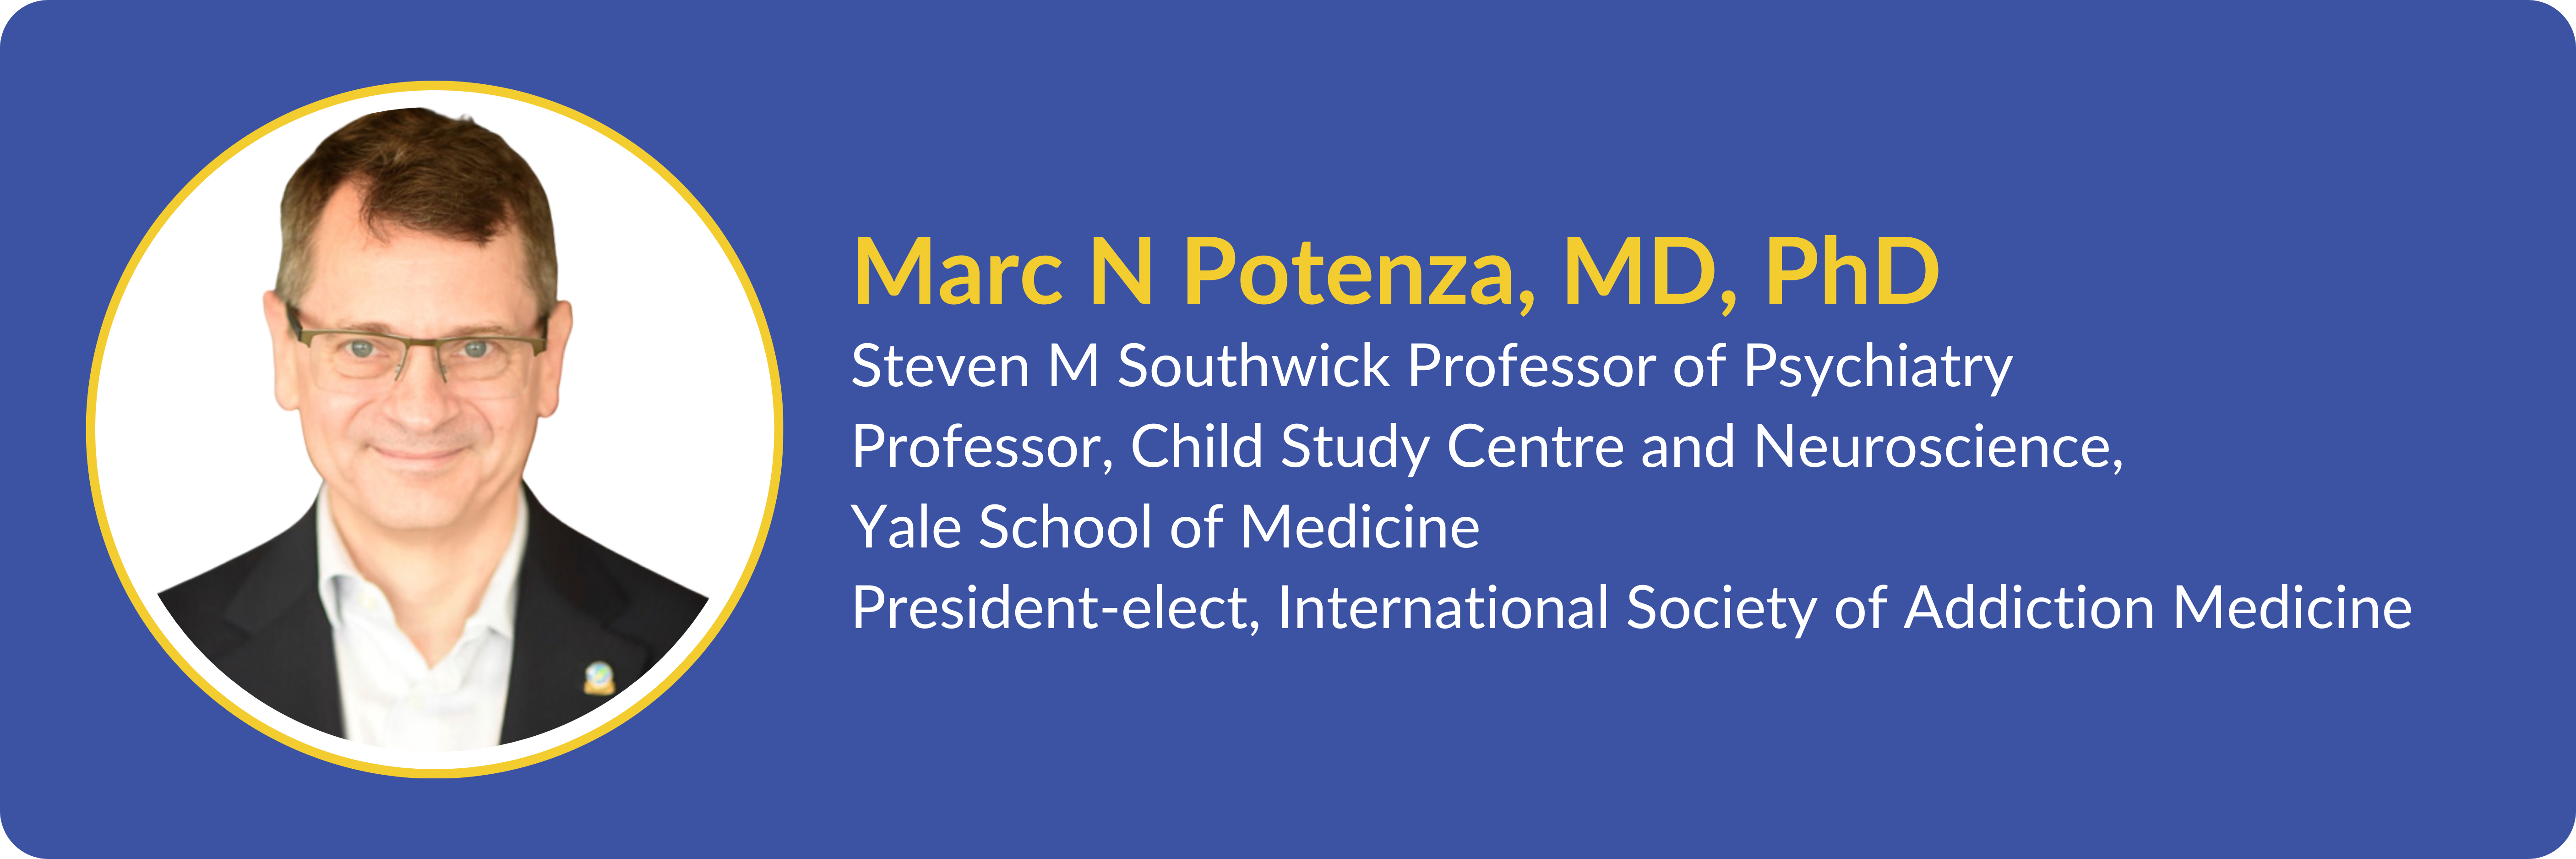 Marc N Potenza, MD, PhD
Steven M Southwick Professor of Psychiatry
Professor, Child Study Centre and Neuroscience,
Yale School of Medicine
President-elect, International Society of Addiction Medicine